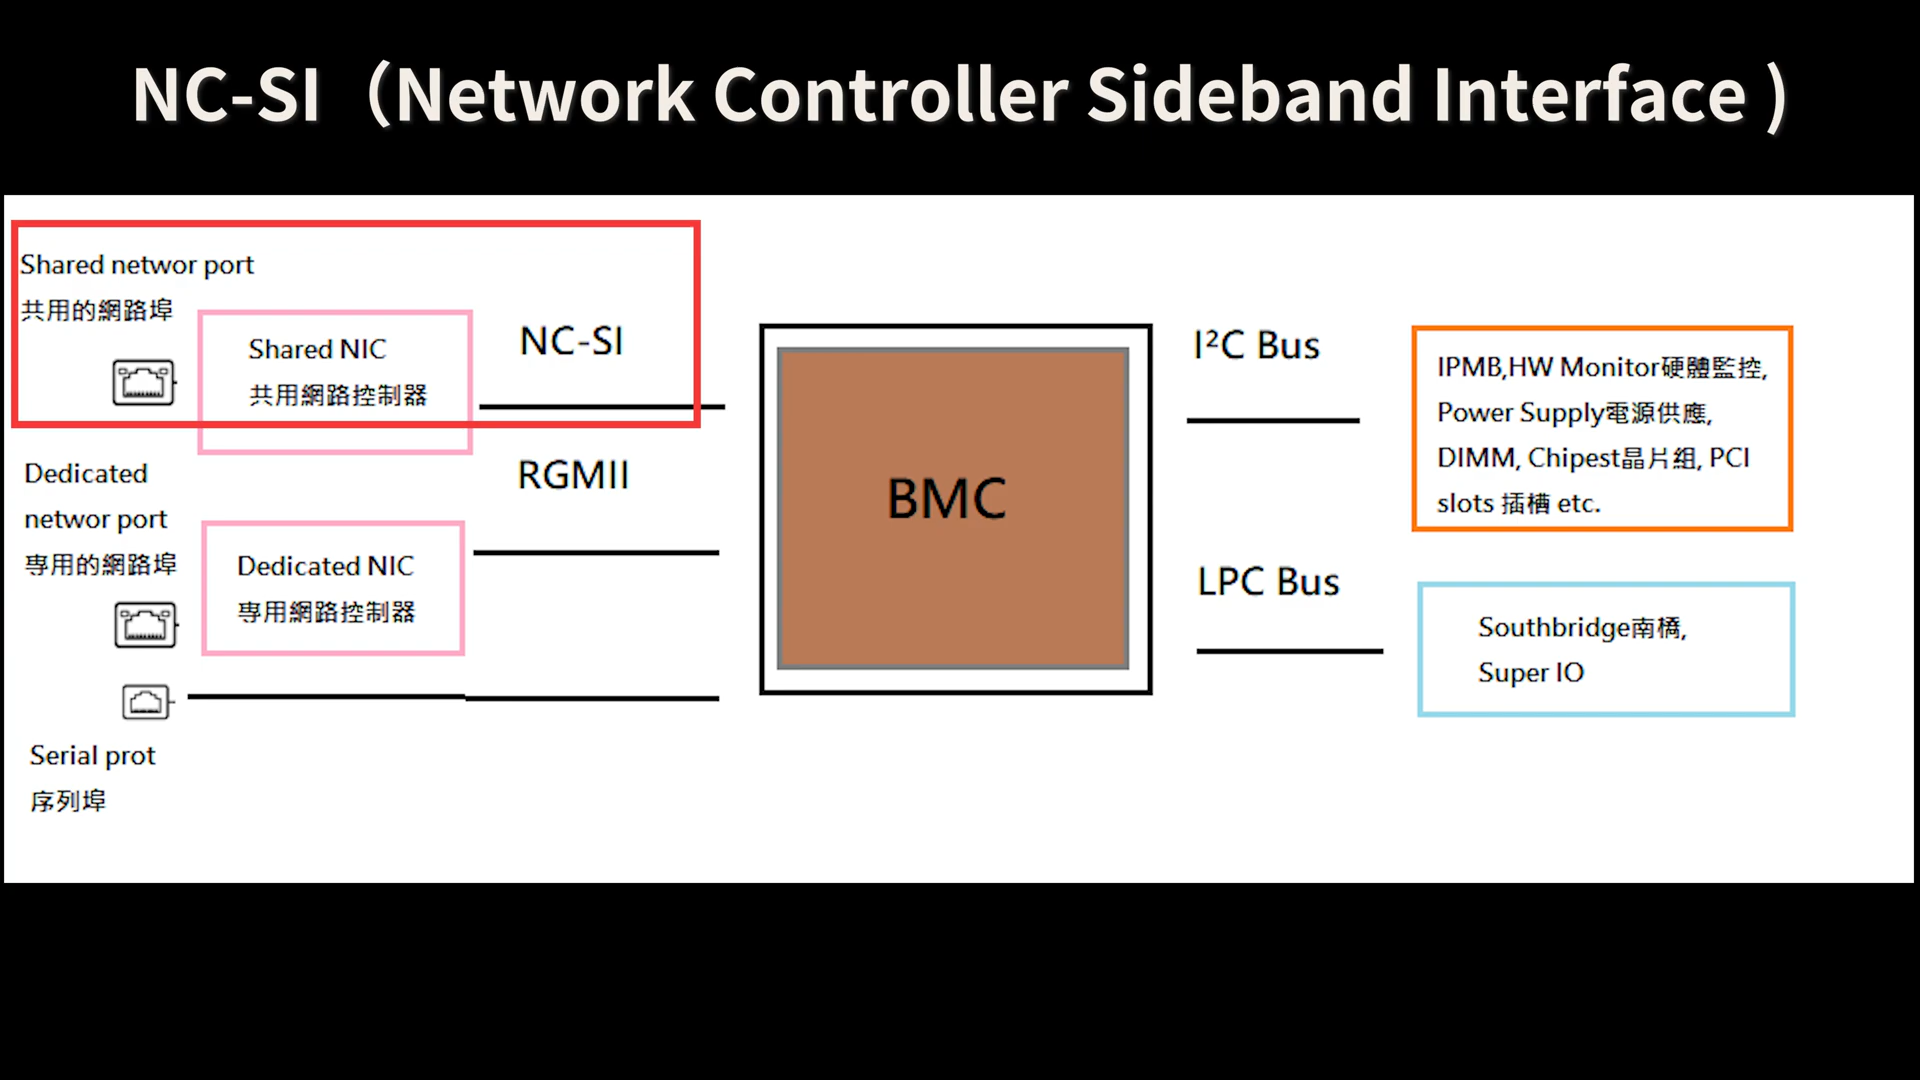 NC-SI（Network Controller Sideband Interface )
Shared networ port
共用的網路埠
Shared NIC
共用網路控制器
NC-SI
Dedicated
networ port
專用的網路埠
Dedicated NIC
專用網路控制器
RGMII
Serial prot
序列埠
BMC
I²C Bus
IPMB,HW Monitor硬體監控,
Power Supply電源供應,
DIMM, Chipest晶片組, PCI
slots 插槽 etc.
LPC Bus
Southbridge南橋,
Super IO